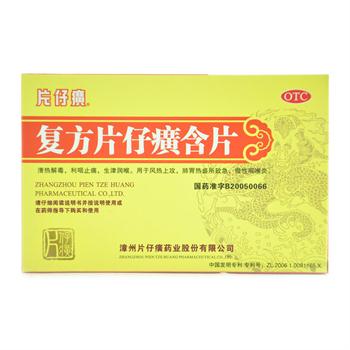 片仔癀®
OTC
复方片仔癀含片
清热解毒，利咽止痛，生津润喉，用于风热上攻，肺胃热盛所致急、慢性咽喉炎。
ZHANGZHOU PIEN TZE HUANG
PHARMACEUTICAL CO., LTD.
国药准字B20050066
请仔细阅读说明书并按说明使用或
在药师指导下购买和使用
漳州片仔癀药业股份有限公司
ZHANGZHOU PIEN TZE HUANG PHARMACEUTICAL CO., LTD.